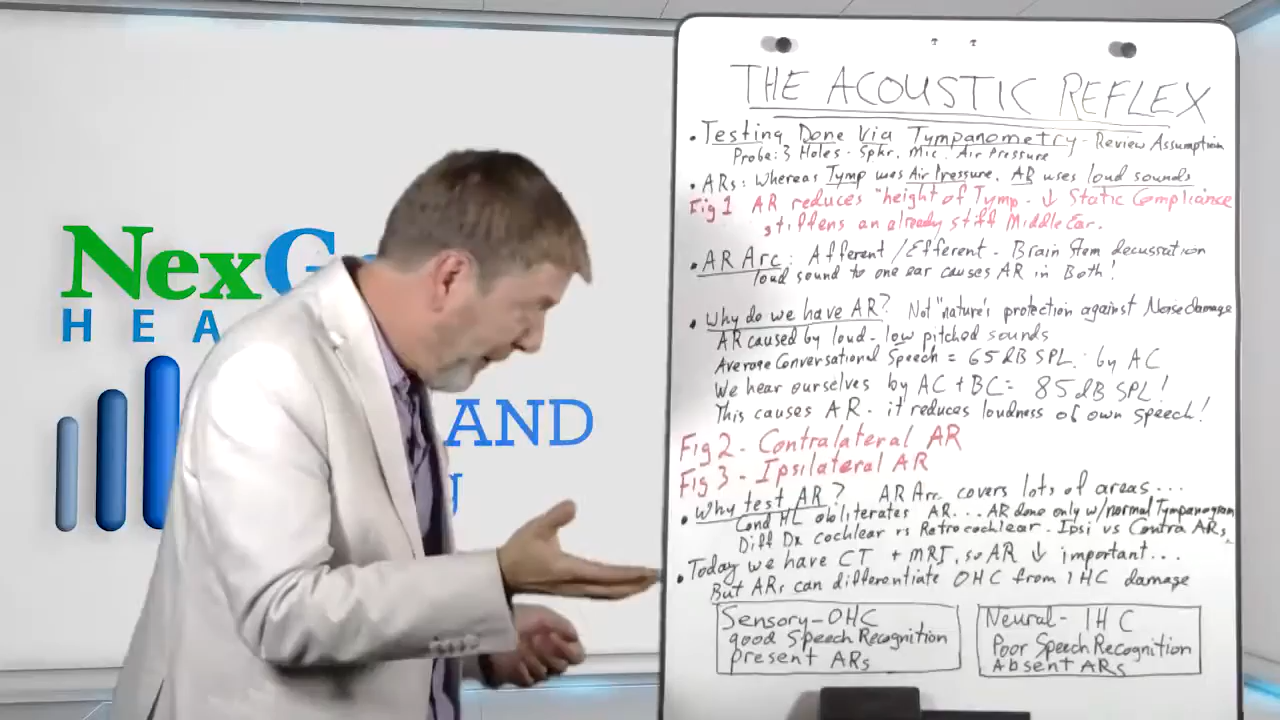 NexG
HEA
AND
THE ACOUSTIC REFLEX
• Testing Done Via Tympanometry - Review Assumption
Probe: 3 Holes - Spkr, Mic, Air Pressure
• ARs: Whereas Tymp uses Air Pressure, AR uses loud sounds
Fig 1 AR reduces "height of Tymp - ↓ Static Compliance
stiffens an already stiff Middle Ear.
• AR Arc: Afferent / Efferent - Brain Stem decussation
loud sound to one ear causes AR in Both!
• Why do we have AR? Not "nature's protection against Noise damage
AR caused by loud - low pitched sounds
Average Conversational Speech = 65 dB SPL. by AC
We hear ourselves by AC + BC = 85 dB SPL!
This causes AR - it reduces loudness of own speech!
Fig 2 - Contralateral AR
Fig 3 - Ipsilateral AR
• Why test AR? AR Arc covers lots of areas...
Cond HL obliterates AR... AR done only w/normal Tympanogram
Diff Dx cochlear vs Retrocochlear - Ipsi vs Contra ARs
• Today we have CT + MRI, so AR ↓ important...
But ARs can differentiate OHC from IHC damage
Sensory - OHC
good Speech Recognition
present ARs
Neural - IHC
Poor Speech Recognition
Absent ARs